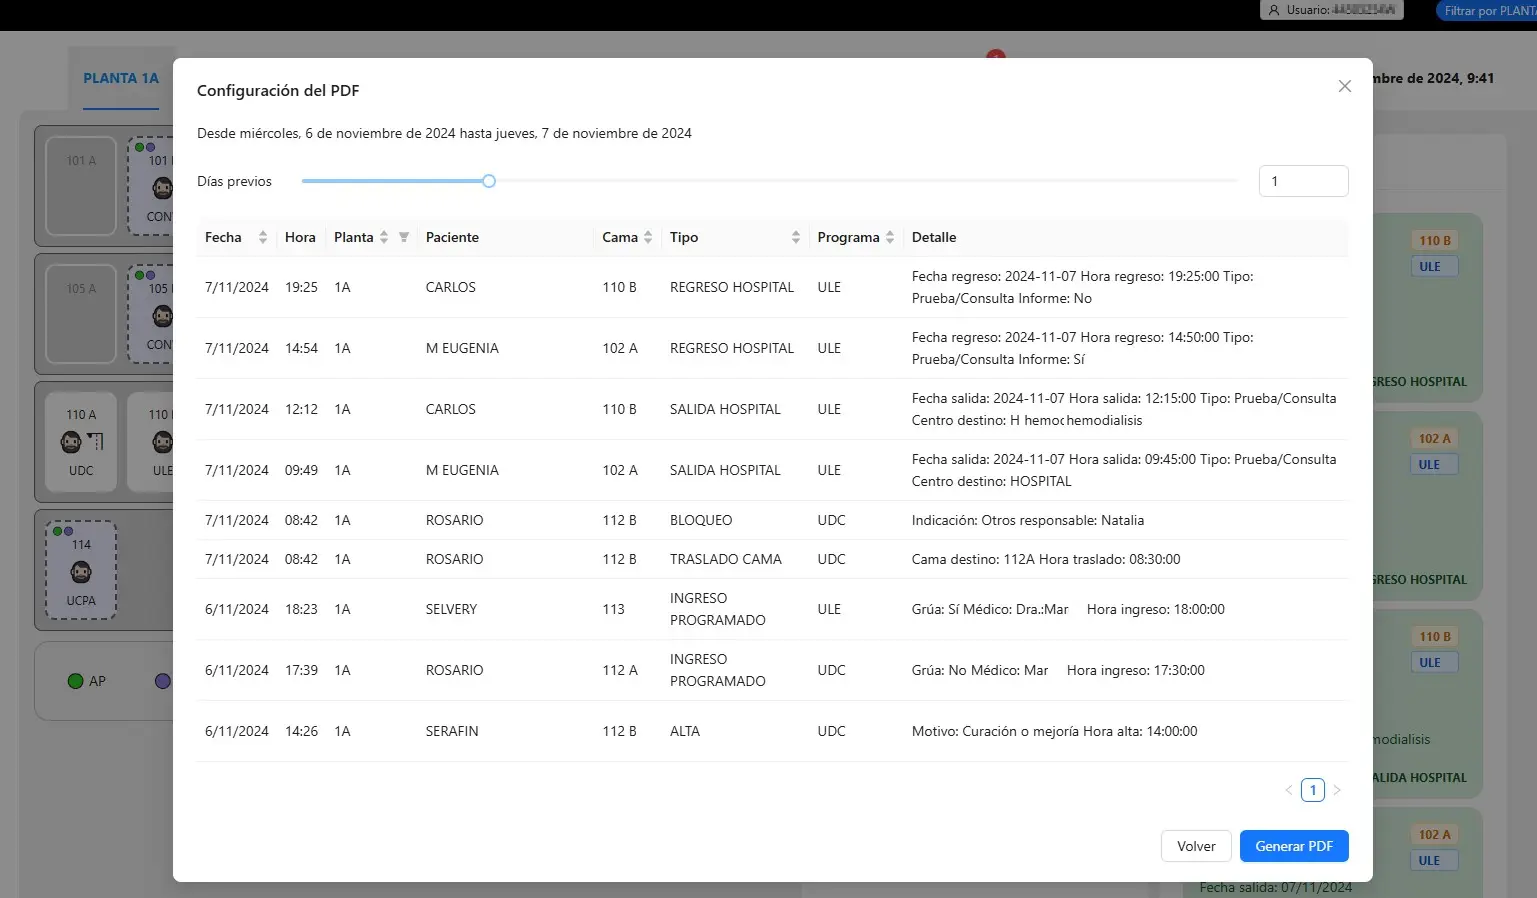 Usuario:
Filtrar por PLANT
PLANTA 1A
mbre de 2024, 9:41
Configuración del PDF
Desde miércoles, 6 de noviembre de 2024 hasta jueves, 7 de noviembre de 2024
Días previos 1
Fecha Hora Planta Paciente Cama Tipo Programa Detalle
7/11/2024 19:25 1A CARLOS 110 B REGRESO HOSPITAL ULE Fecha regreso: 2024-11-07 Hora regreso: 19:25:00 Tipo:
Prueba/Consulta Informe: No
7/11/2024 14:54 1A M EUGENIA 102 A REGRESO HOSPITAL ULE Fecha regreso: 2024-11-07 Hora regreso: 14:50:00 Tipo:
Prueba/Consulta Informe: Sí
7/11/2024 12:12 1A CARLOS 110 B SALIDA HOSPITAL ULE Fecha salida: 2024-11-07 Hora salida: 12:15:00 Tipo: Prueba/Consulta
Centro destino: H hemochemodialisis
7/11/2024 09:49 1A M EUGENIA 102 A SALIDA HOSPITAL ULE Fecha salida: 2024-11-07 Hora salida: 09:45:00 Tipo: Prueba/Consulta
Centro destino: HOSPITAL
7/11/2024 08:42 1A ROSARIO 112 B BLOQUEO UDC Indicación: Otros responsable: Natalia
7/11/2024 08:42 1A ROSARIO 112 B TRASLADO CAMA UDC Cama destino: 112A Hora traslado: 08:30:00
6/11/2024 18:23 1A SELVERY 113 INGRESO
PROGRAMADO ULE Grúa: Sí Médico: Dra.:Mar Hora ingreso: 18:00:00
6/11/2024 17:39 1A ROSARIO 112 A INGRESO
PROGRAMADO UDC Grúa: No Médico: Mar Hora ingreso: 17:30:00
6/11/2024 14:26 1A SERAFIN 112 B ALTA UDC Motivo: Curación o mejoría Hora alta: 14:00:00
< 1 >
Volver Generar PDF
101 A 101
CON
105 A 105
CON
110 A 110
UDC ULE
114
UCPA
AP
110 B
ULE
GRESO HOSPITAL
102 A
ULE
GRESO HOSPITAL
110 B
ULE
modialisis
ALIDA HOSPITAL
102 A
ULE
Fecha salida: 07/11/2024